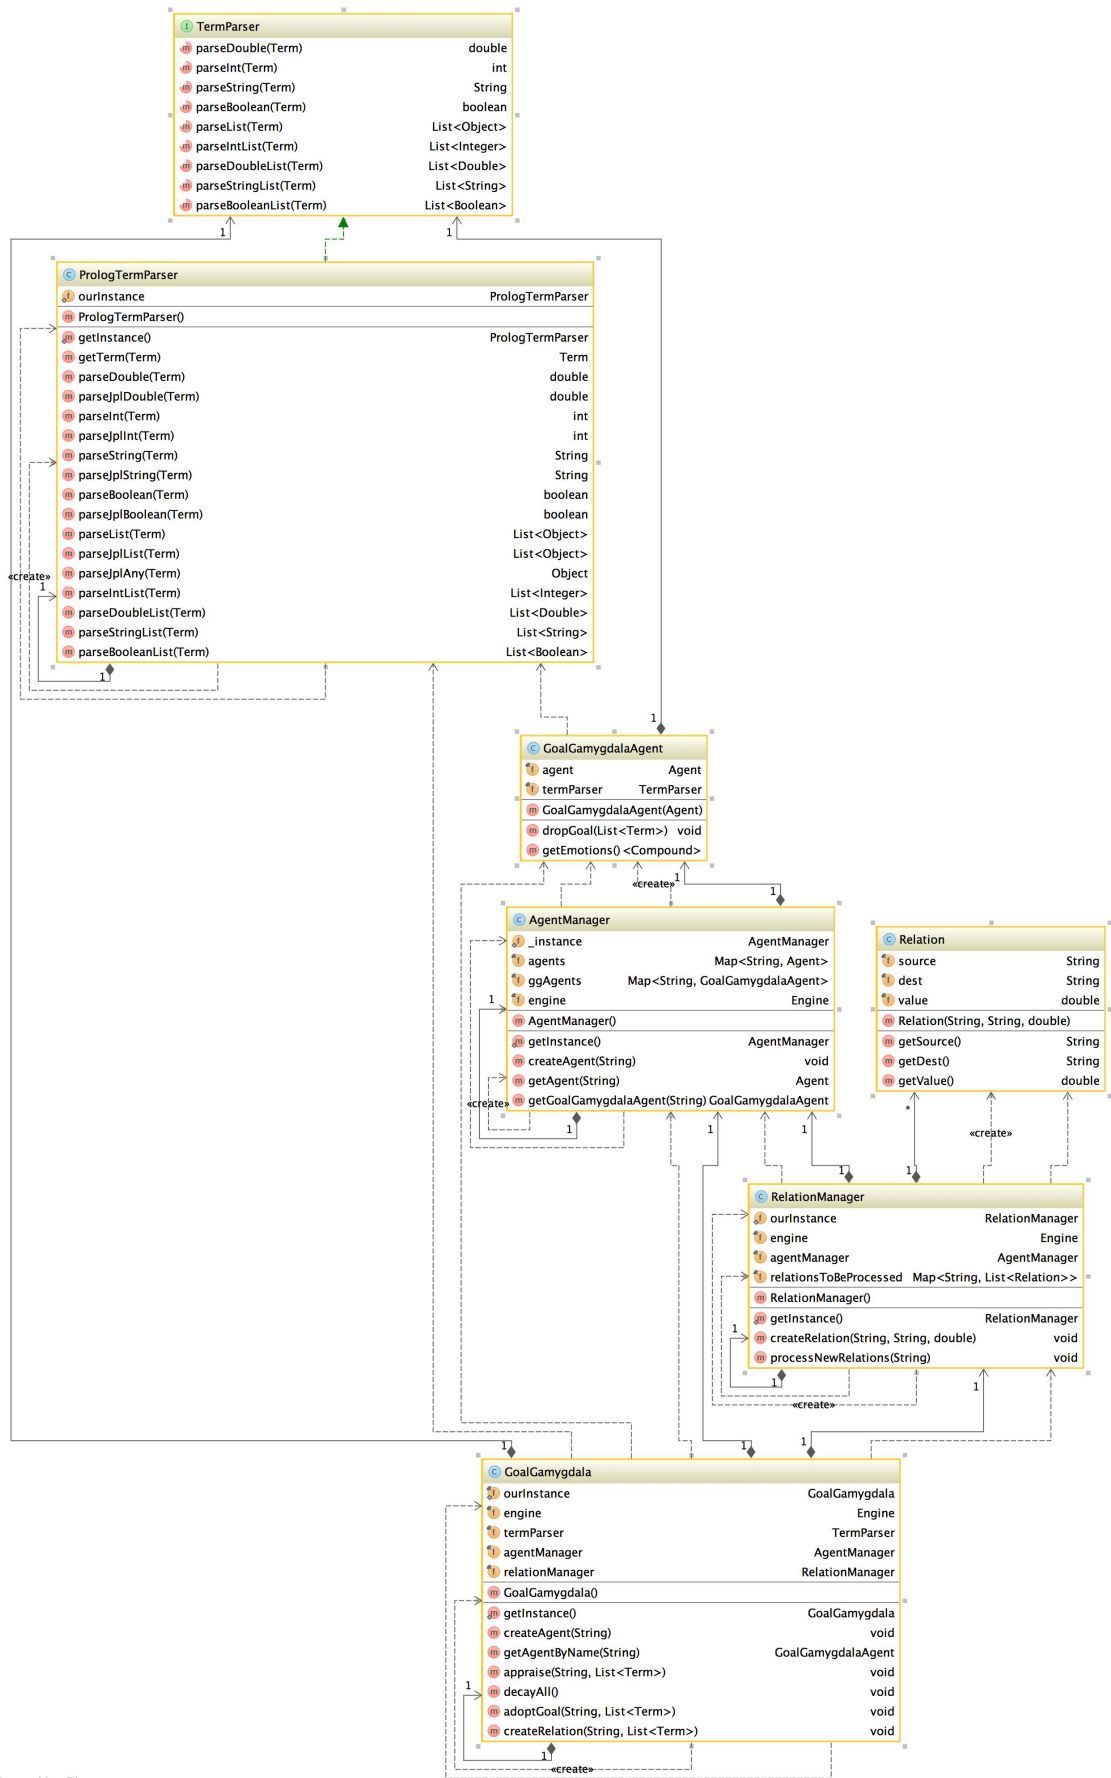 I TermParser
m parseDouble(Term) double
m parseInt(Term) int
m parseString(Term) String
m parseBoolean(Term) boolean
m parseList(Term) List<Object>
m parseIntList(Term) List<Integer>
m parseDoubleList(Term) List<Double>
m parseStringList(Term) List<String>
m parseBooleanList(Term) List<Boolean>
1 1
C PrologTermParser
f ourInstance PrologTermParser
m PrologTermParser()
m getInstance() PrologTermParser
m getTerm(Term) Term
m parseDouble(Term) double
m parseJplDouble(Term) double
m parseInt(Term) int
m parseJplInt(Term) int
m parseString(Term) String
m parseJplString(Term) String
m parseBoolean(Term) boolean
m parseJplBoolean(Term) boolean
m parseList(Term) List<Object>
m parseJplList(Term) List<Object>
m parseJplAny(Term) Object
«create»
1
m parseIntList(Term) List<Integer>
m parseDoubleList(Term) List<Double>
m parseStringList(Term) List<String>
m parseBooleanList(Term) List<Boolean>
1
1
C GoalGamygdalaAgent
f agent Agent
f termParser TermParser
m GoalGamygdalaAgent(Agent)
m dropGoal(List<Term>) void
m getEmotions() <Compound>
«create» 1
1
C AgentManager
f _instance AgentManager
f agents Map<String, Agent>
f ggAgents Map<String, GoalGamygdalaAgent>
1
f engine Engine
m AgentManager()
m getInstance() AgentManager
m createAgent(String) void
m getAgent(String) Agent
«create»
m getGoalGamygdalaAgent(String) GoalGamygdalaAgent
1 1 1
C Relation
f source String
f dest String
f value double
m Relation(String, String, double)
m getSource() String
m getDest() String
m getValue() double
*
«create»
1 1
C RelationManager
f ourInstance RelationManager
f engine Engine
f agentManager AgentManager
f relationsToBeProcessed Map<String, List<Relation>>
m RelationManager()
m getInstance() RelationManager
1
m createRelation(String, String, double) void
m processNewRelations(String) void
1 1
«create»
1 1 1
C GoalGamygdala
f ourInstance GoalGamygdala
f engine Engine
f termParser TermParser
f agentManager AgentManager
f relationManager RelationManager
m GoalGamygdala()
m getInstance() GoalGamygdala
m createAgent(String) void
m getAgentByName(String) GoalGamygdalaAgent
m appraise(String, List<Term>) void
1
m decayAll() void
m adoptGoal(String, List<Term>) void
m createRelation(String, List<Term>) void
1
«create»